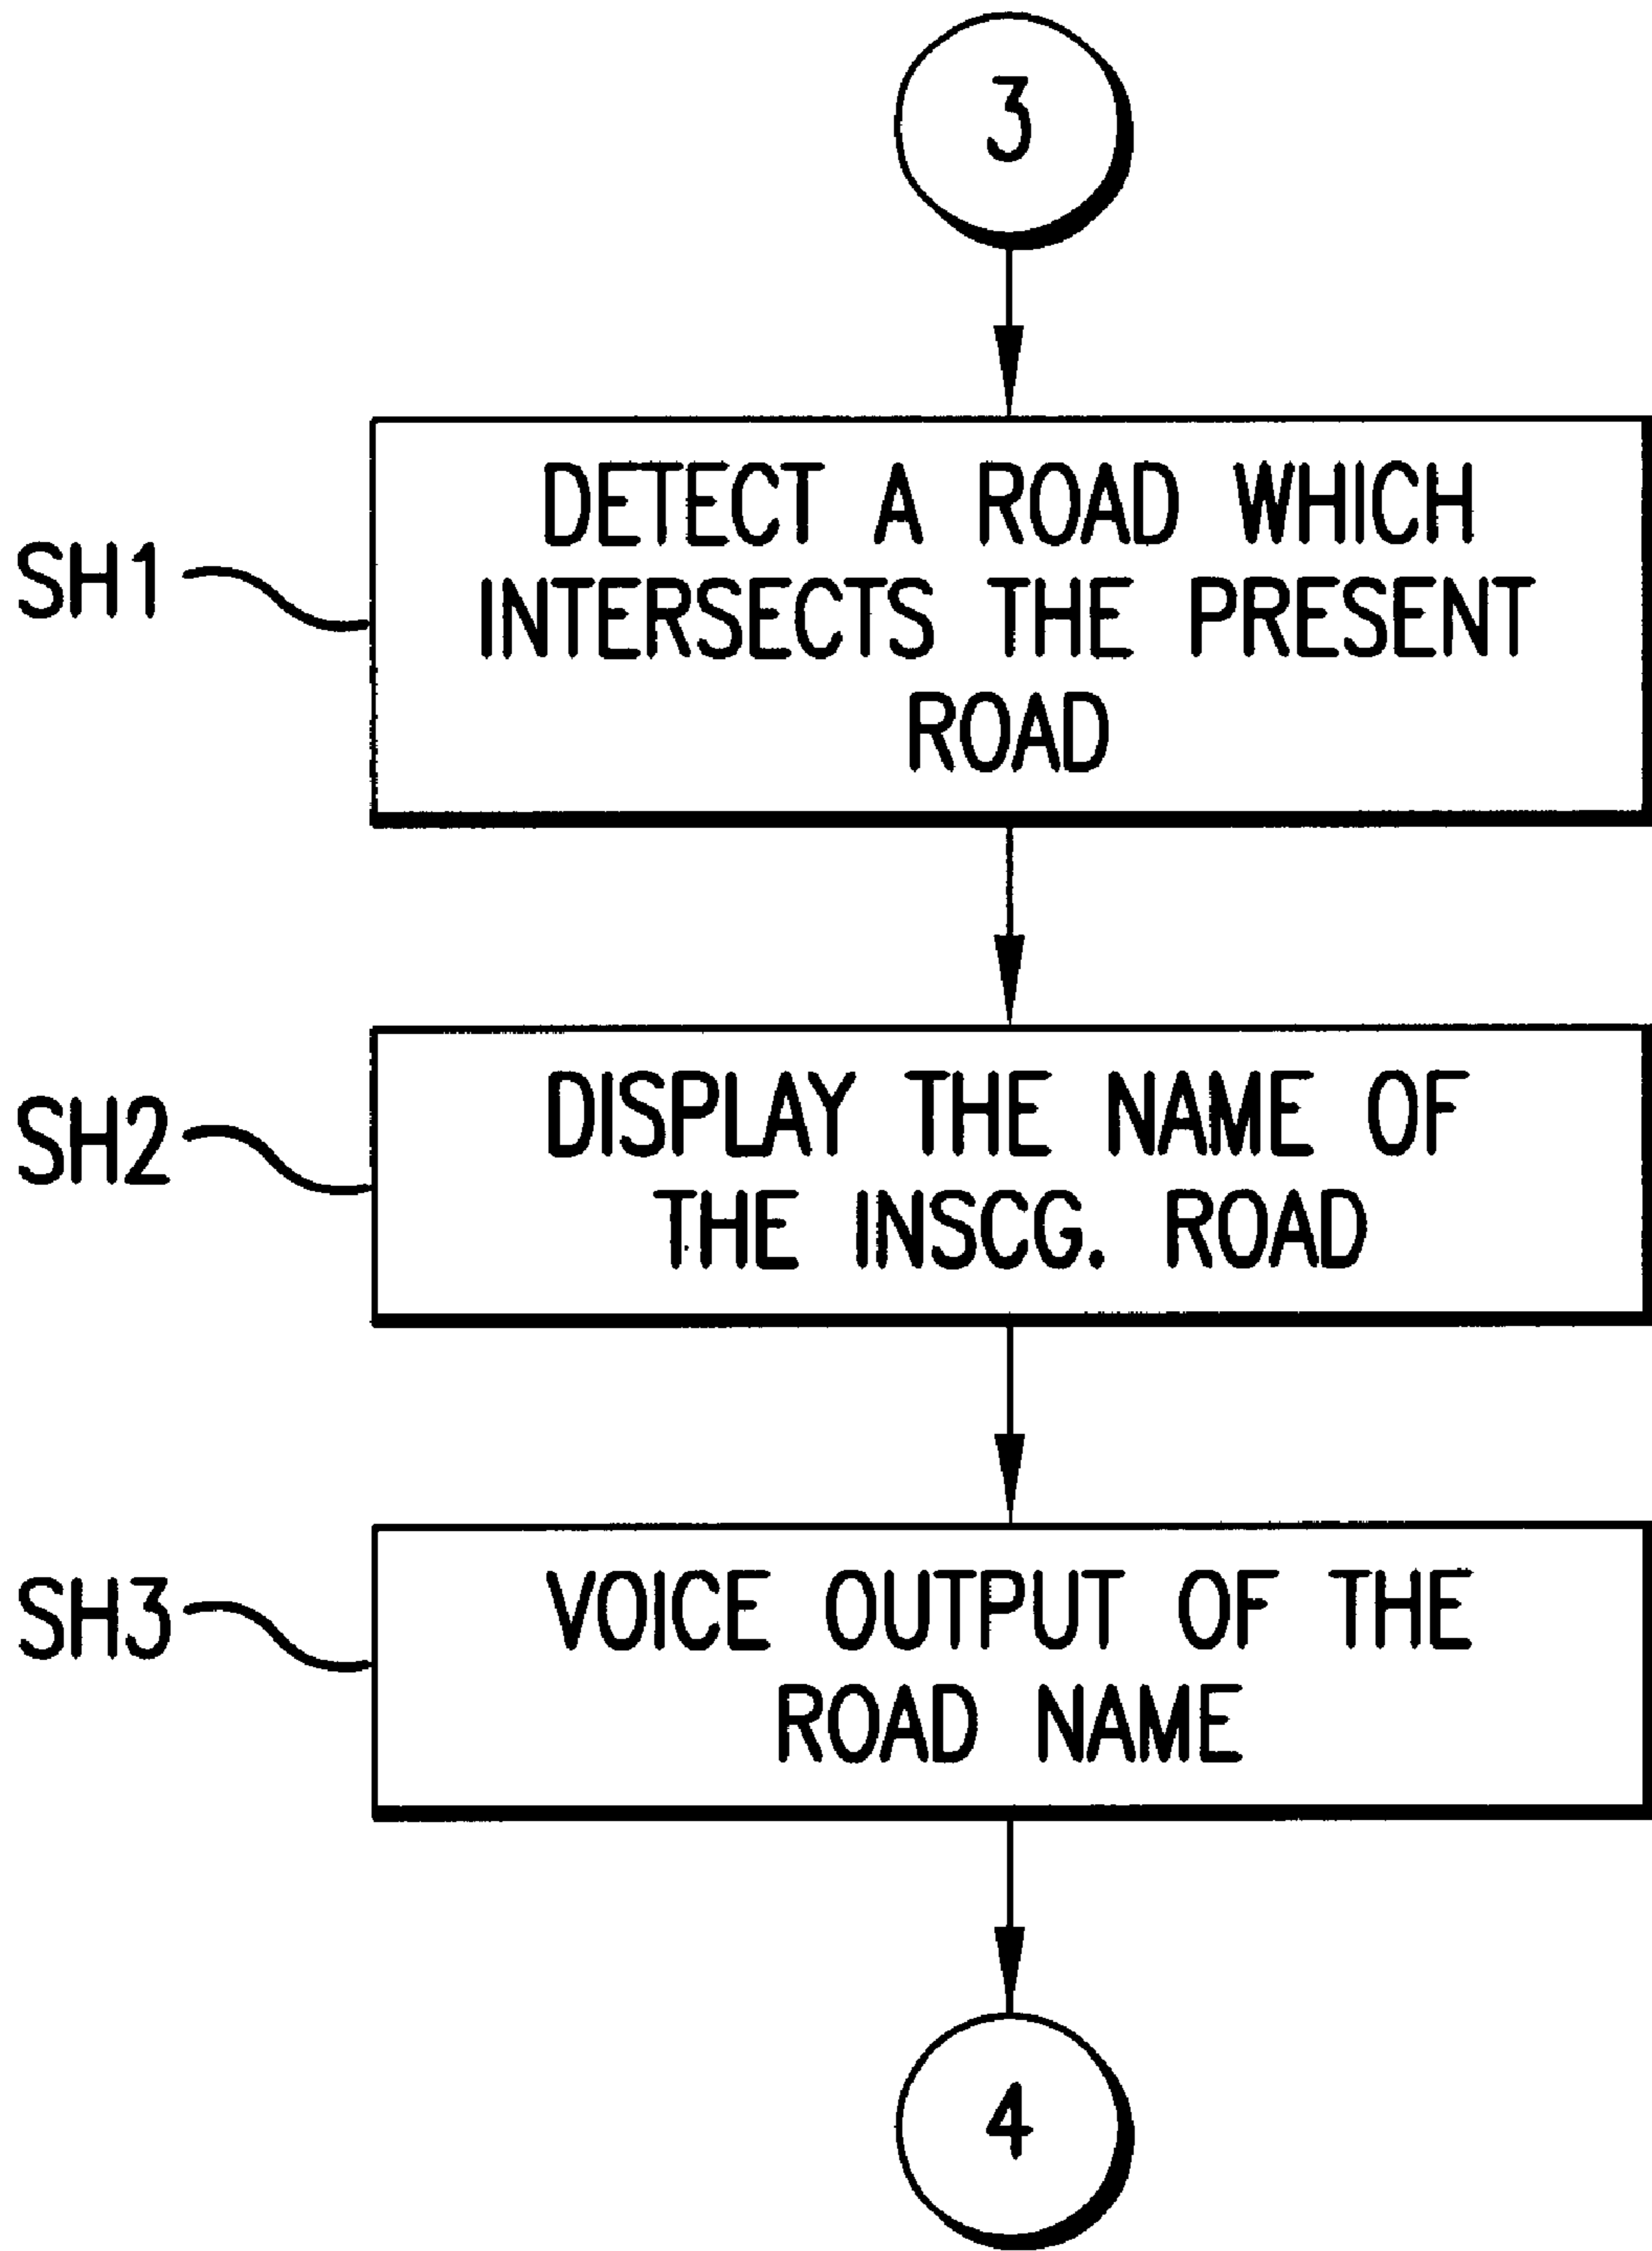 3
SH1
DETECT A ROAD WHICH
INTERSECTS THE PRESENT
ROAD
SH2
DISPLAY THE NAME OF
THE INSCG. ROAD
SH3
VOICE OUTPUT OF THE
ROAD NAME
4